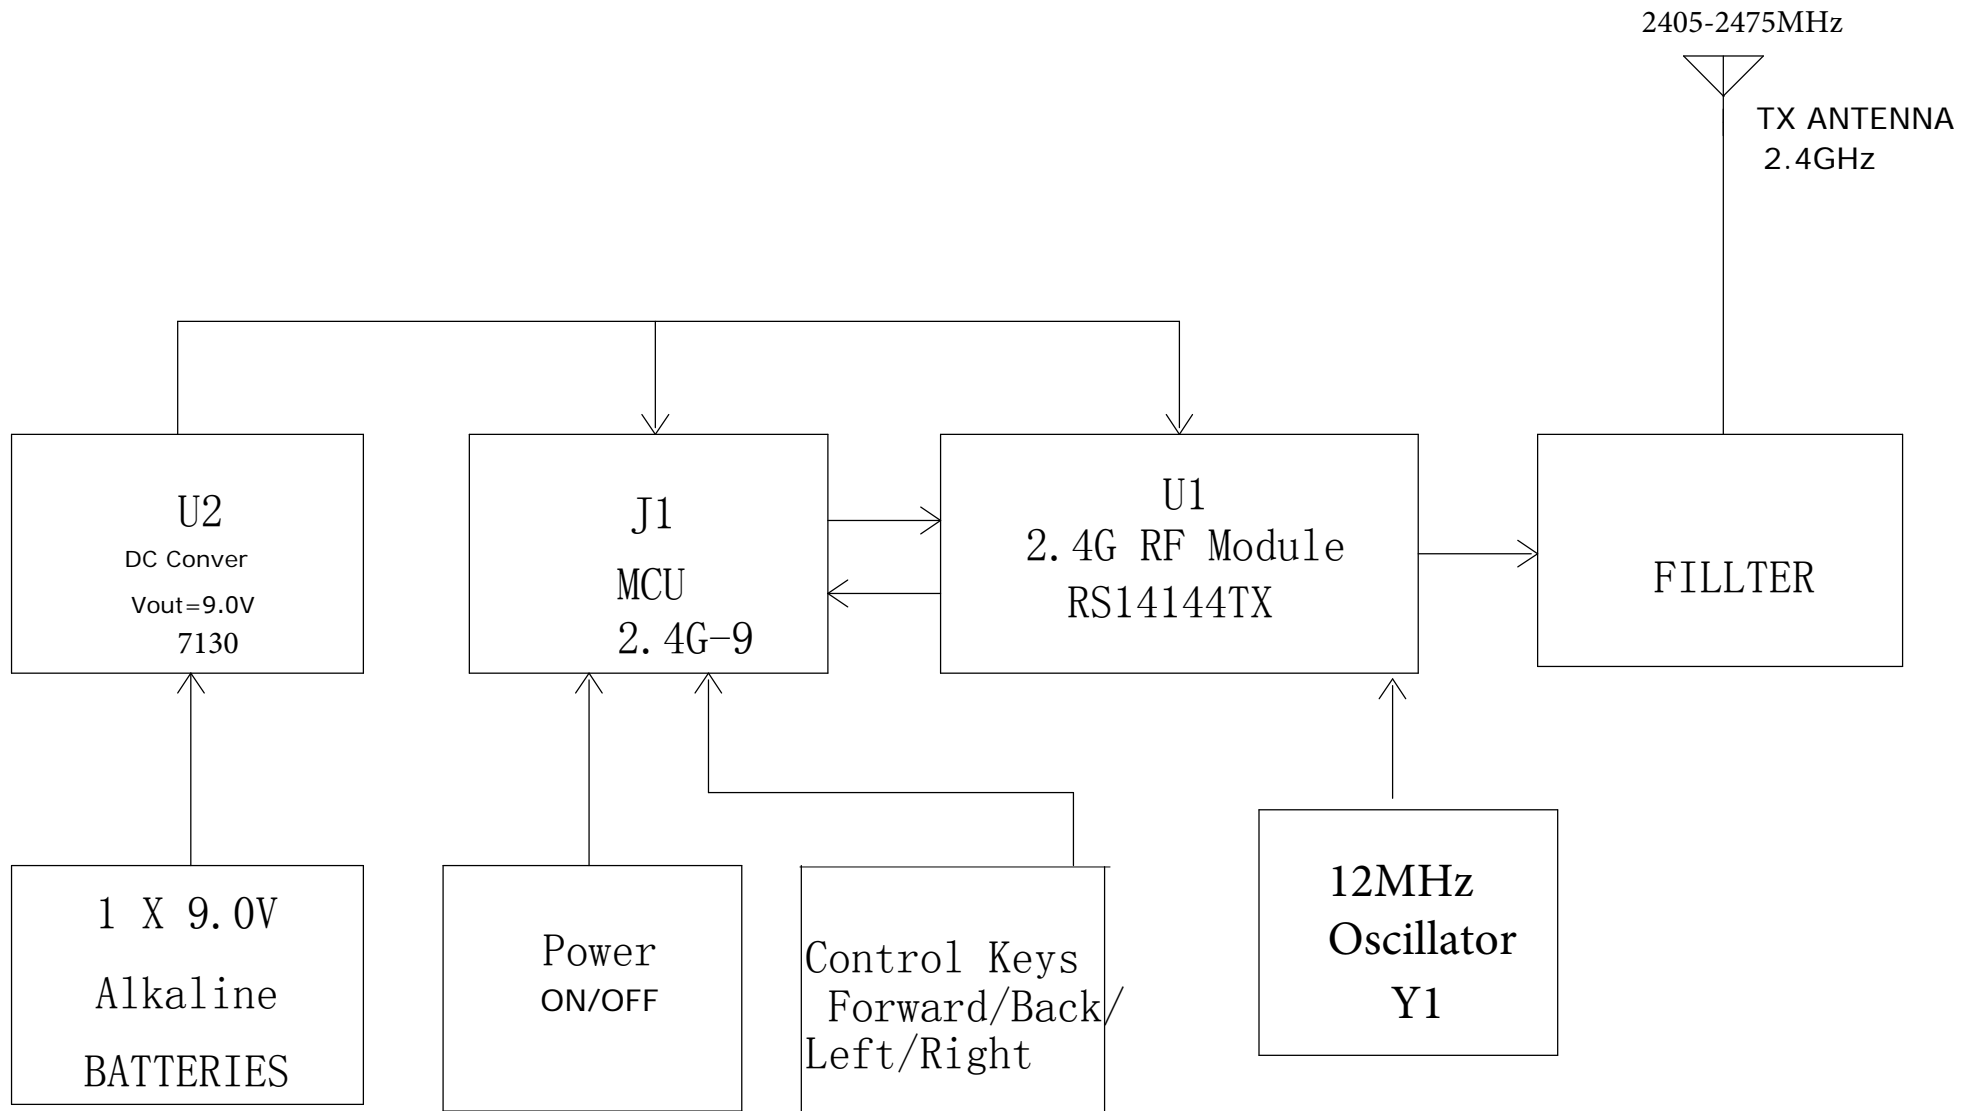 2405-2475MHz
TX ANTENNA
2.4GHz
U2
DC Conver
Vout=9.0V
7130
J1
MCU
2.4G-9
U1
2.4G RF Module
RS14144TX
FILLTER
1 X 9.0V
Alkaline
BATTERIES
Power
ON/OFF
Control Keys
Forward/Back/
Left/Right
12MHz
Oscillator
Y1